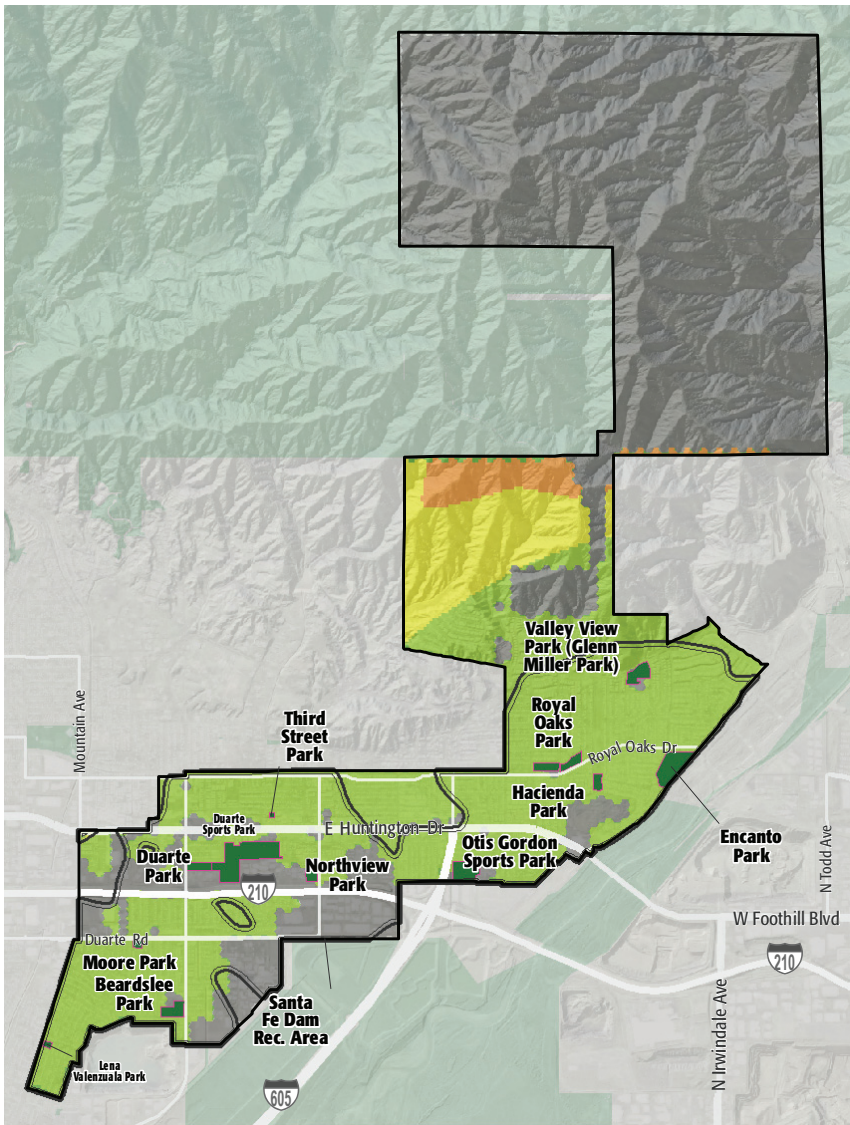 Valley View
Park (Glenn
Miller Park)
Mountain Ave
Royal
Oaks
Park
Third
Street
Park
Royal Oaks Dr
Hacienda
Park
Duarte
Sports Park
E Huntington Dr
Encanto
Park
N Todd Ave
Otis Gordon
Sports Park
Duarte
Park
Northview
Park
210
W Foothill Blvd
Duarte Rd
210
Moore Park
Beardslee
Park
Santa
Fe Dam
Rec. Area
N Irwindale Ave
Lena
Valenzuala Park
605